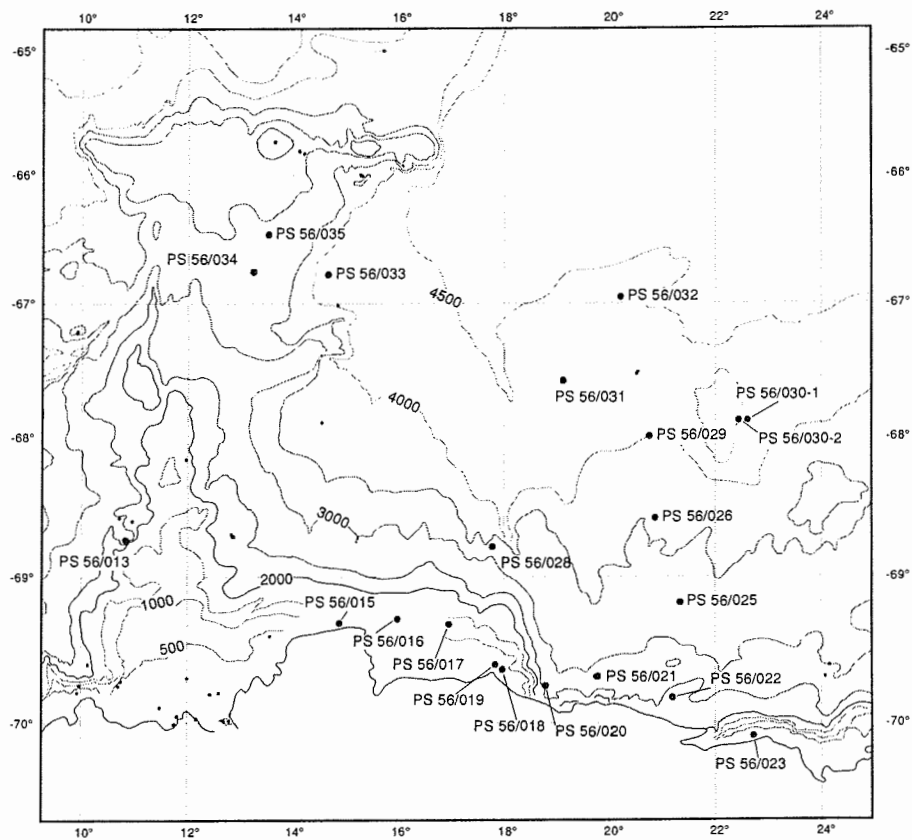 10° 12° 14° 16° 18° 20° 22° 24°
-65° -65°
-66° -66°
PS 56/035
PS 56/034
PS 56/033
4500
PS 56/032
-67° -67°
PS 56/031
PS 56/030-1
4000
PS 56/029
PS 56/030-2
-68° -68°
3000
PS 56/026
PS 56/013
PS 56/028
-69° -69°
2000
1000
PS 56/015
PS 56/025
PS 56/016
500
PS 56/017
PS 56/021
PS 56/022
PS 56/019
PS 56/018
PS 56/020
-70° -70°
PS 56/023
10° 12° 14° 16° 18° 20° 22° 24°